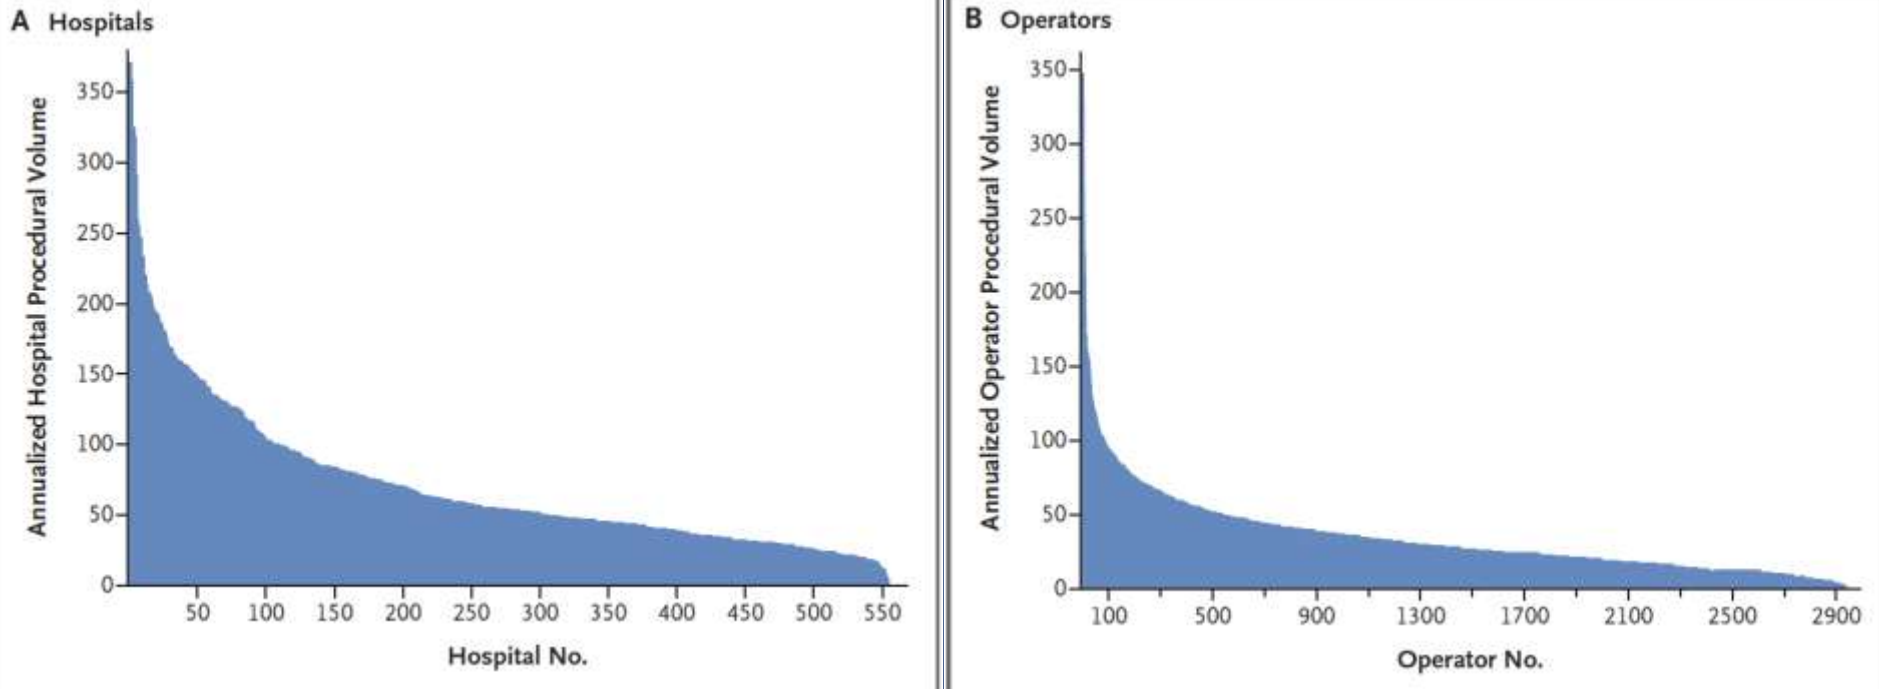 A Hospitals
Annualized Hospital Procedural Volume
350
300
250
200
150
100
50
0
50 100 150 200 250 300 350 400 450 500 550
Hospital No.
B Operators
Annualized Operator Procedural Volume
350
300
250
200
150
100
50
0
100 500 900 1300 1700 2100 2500 2900
Operator No.